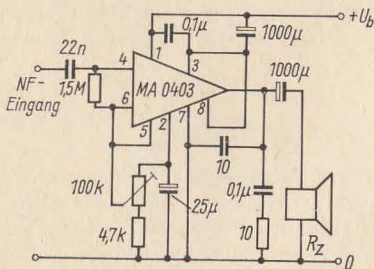 +Ub
0,1µ
1000µ
22n
4
1
3
1000µ
NF-
Eingang
1,5M
MA 0403
6
5
2
7
8
10
100k
25µ
0,1µ
4,7k
10
RZ
0